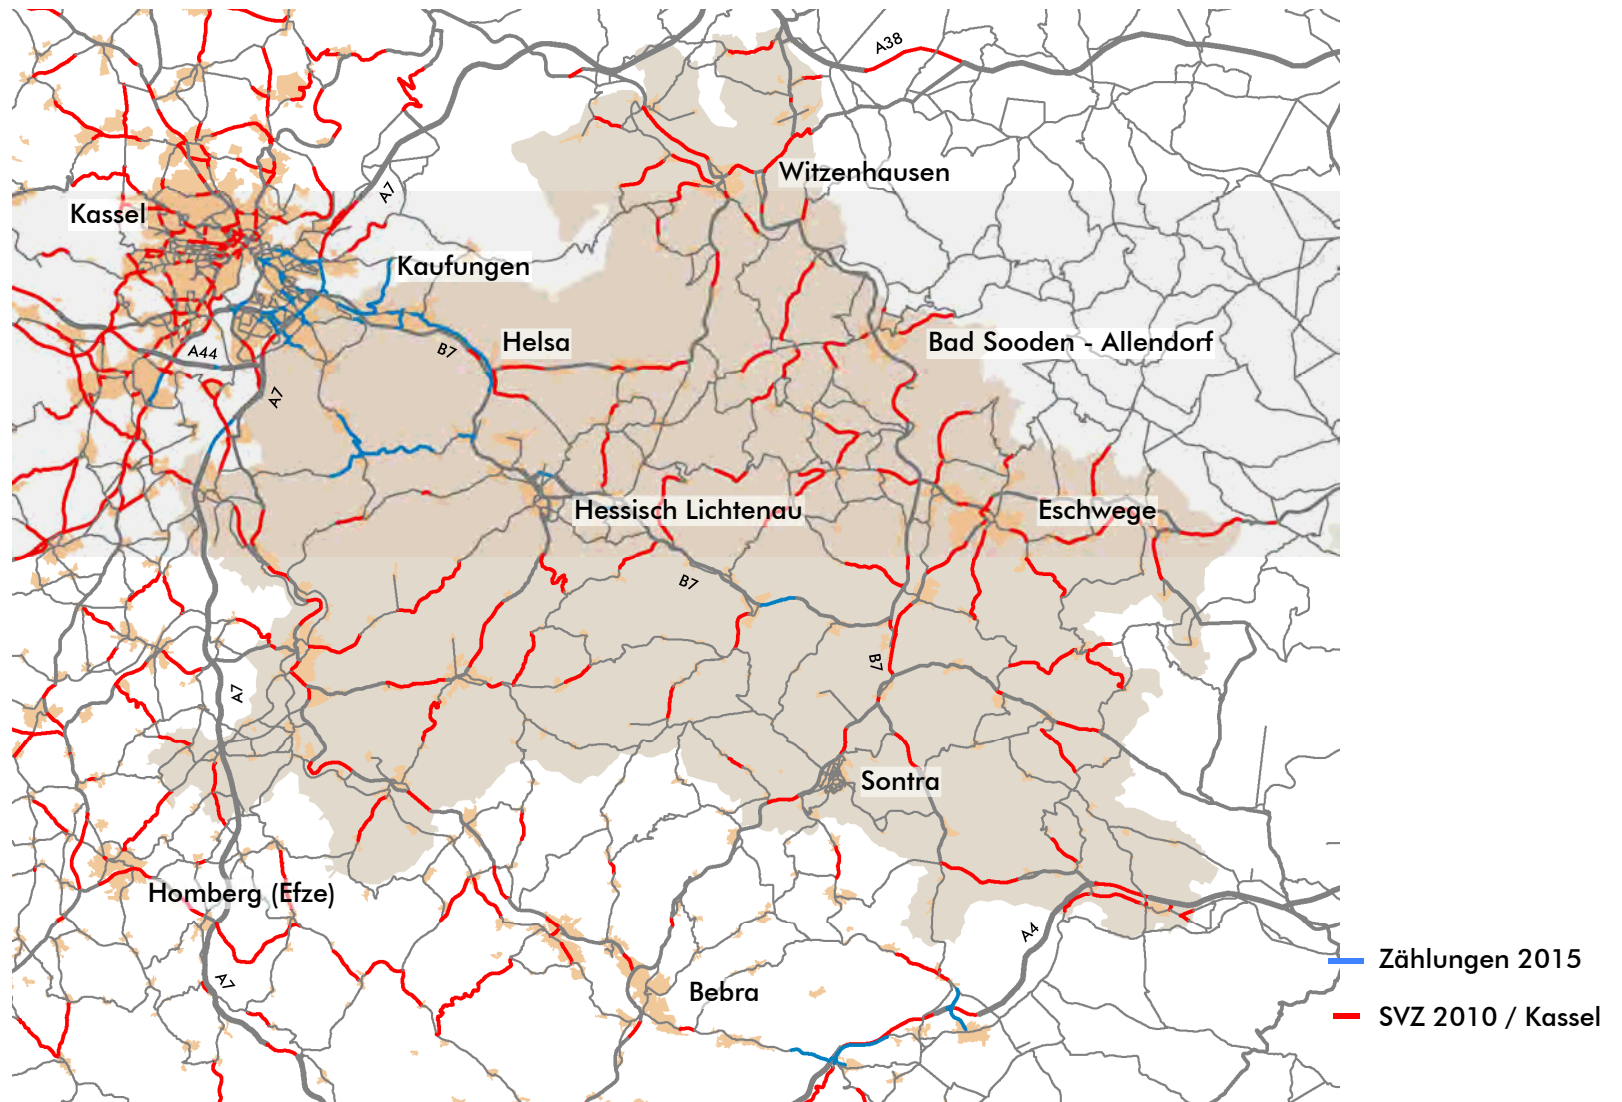 A38
Witzenhausen
A7
Kassel
Kaufungen
Helsa
B7
Bad Sooden - Allendorf
A44
A7
Hessisch Lichtenau
Eschwege
B7
B7
A7
Sontra
Homberg (Efze)
A4
Zählungen 2015
A7
Bebra
SVZ 2010 / Kassel